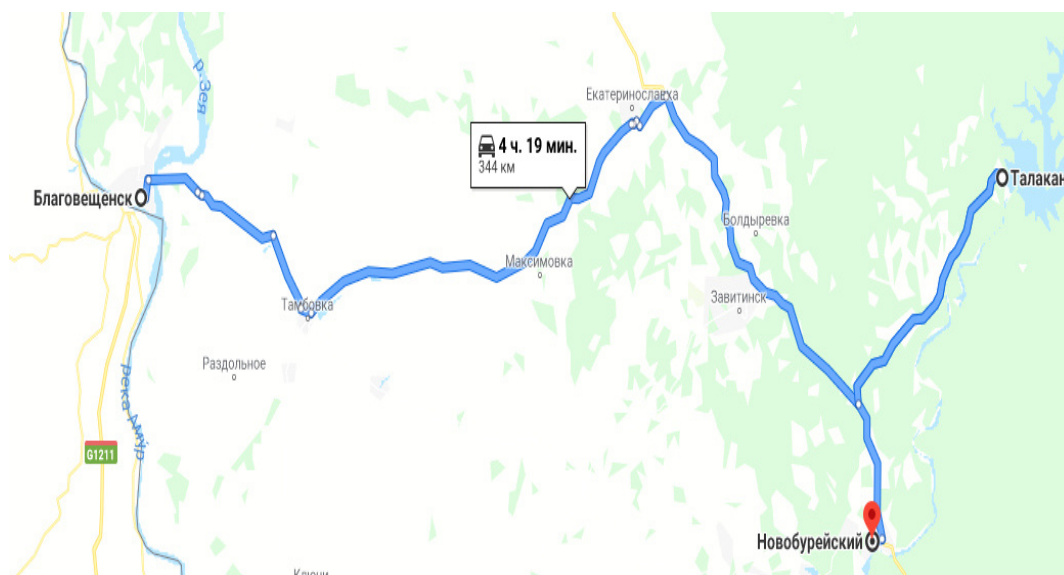 р. Зея
Екатеринославка
4 ч. 19 мин.
344 км
Благовещенск
Талакан
Болдыревка
Максимовка
Завитинск
Тамбовка
Раздольное
река Амур
G1211
Новобурейский